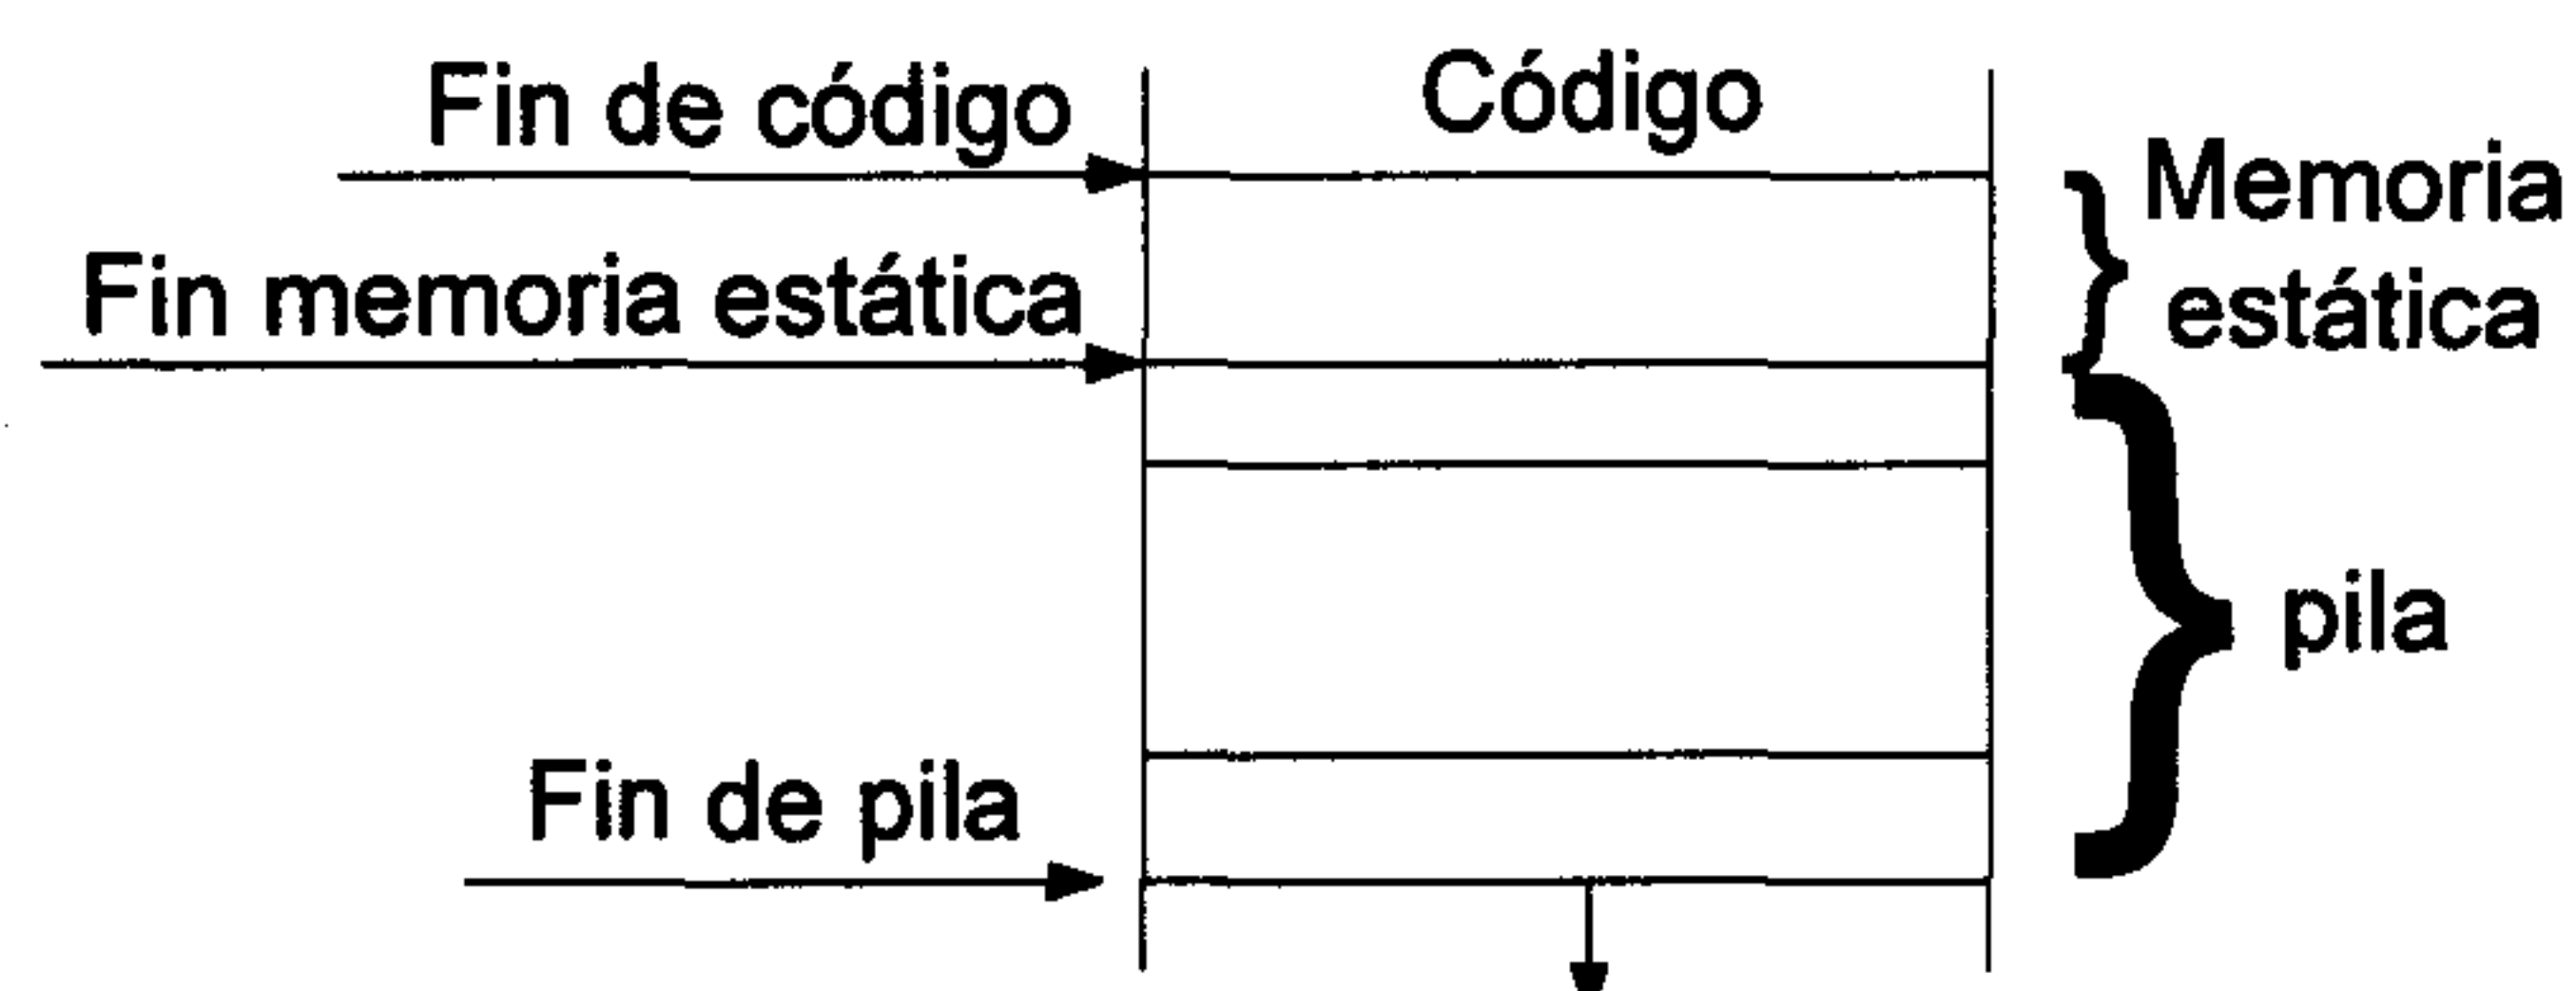 Fin de código
Código
Memoria
estática
Fin memoria estática
pila
Fin de pila